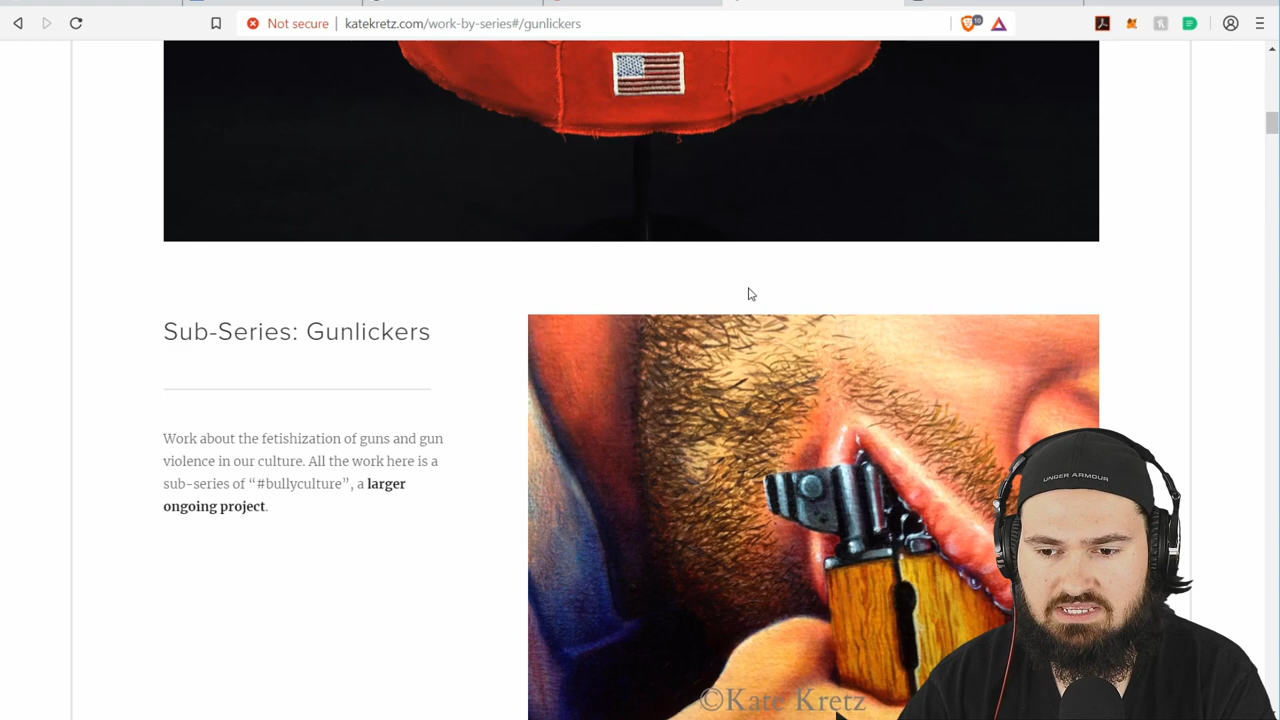 Not secure
katekretz.com/work-by-series#/gunlickers
10
Sub-Series: Gunlickers
Work about the fetishization of guns and gun
violence in our culture. All the work here is a
sub-series of “#bullyculture”, a larger
ongoing project.
UNDER ARMOUR
©Kate Kretz